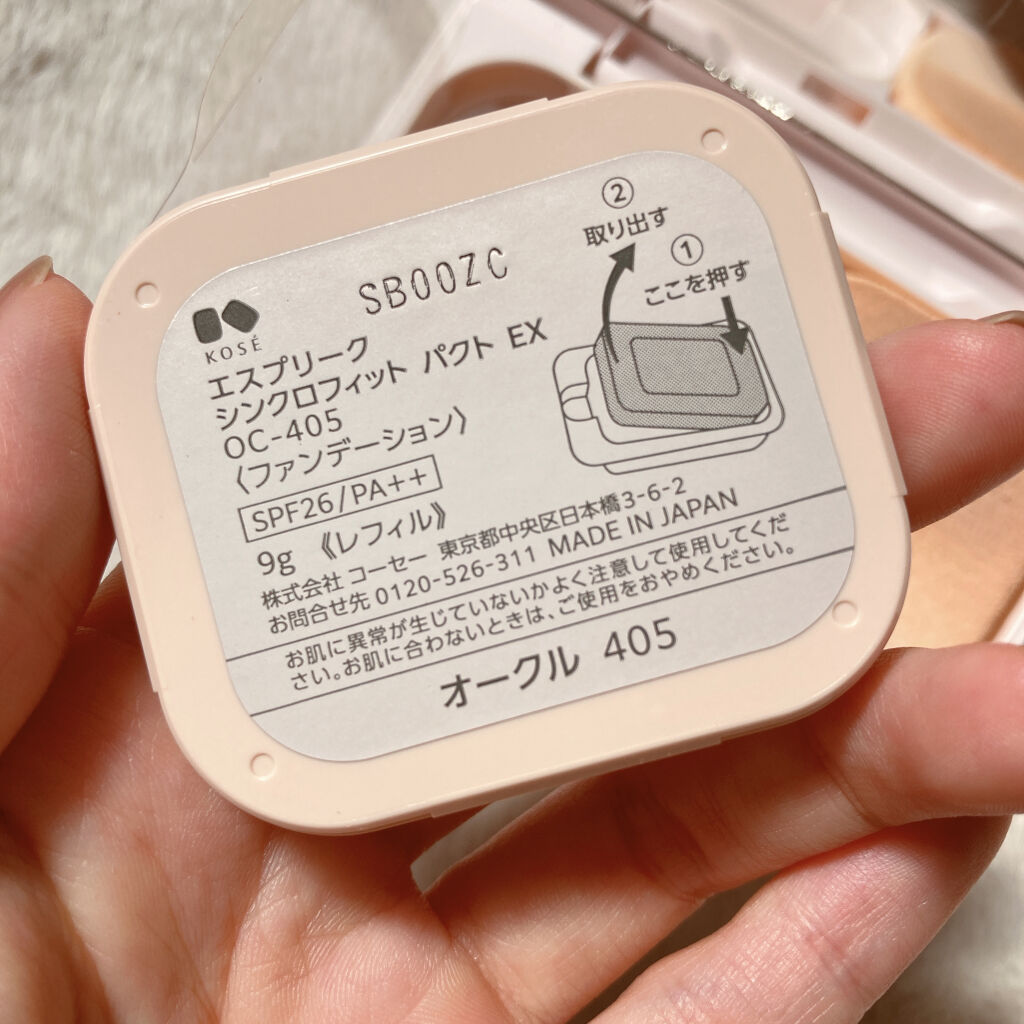 SB00ZC
KOSÉ
エスプリーク
シンクロフィット パクト EX
OC-405
〈ファンデーション〉
SPF26/PA++
9g 《レフィル》
株式会社 コーセー 東京都中央区日本橋3-6-2
お問合せ先 0120-526-311 MADE IN JAPAN
お肌に異常が生じていないかよく注意して使用してくだ
さい。お肌に合わないときは、ご使用をおやめください。
オークル 405
②
取り出す
①
ここを押す